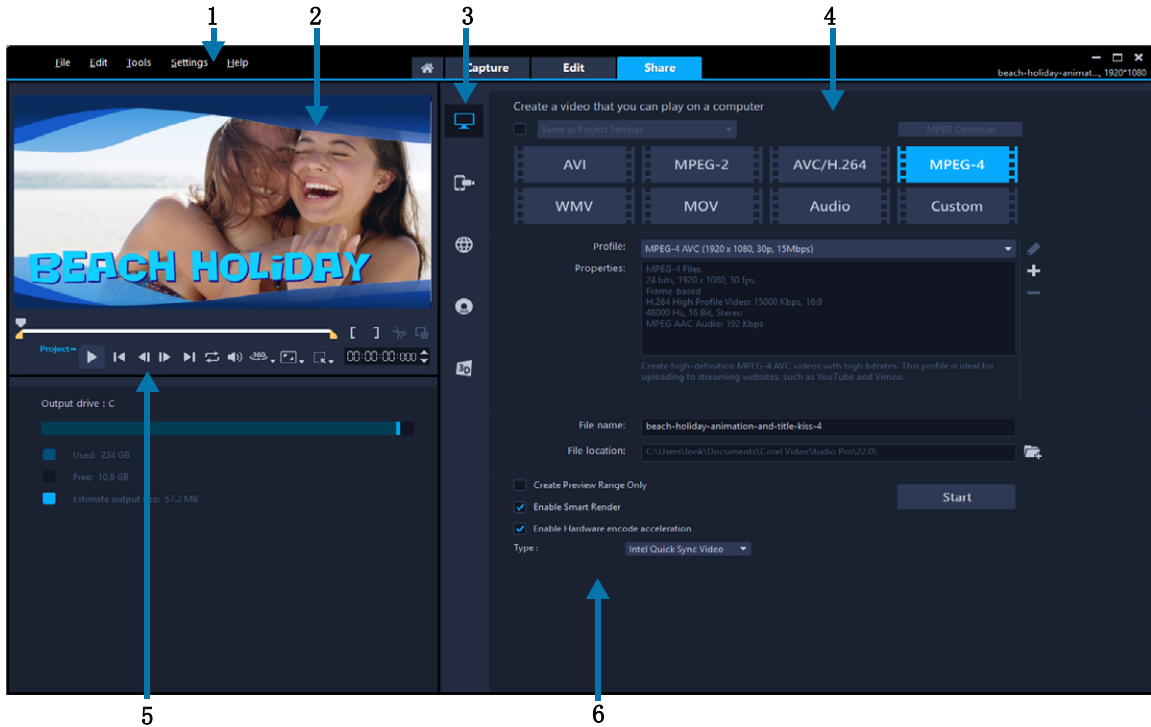 1
2
3
4
File Edit Tools Settings Help
Capture
Edit
Share
beach-holiday-animat..., 1920*1080
BEACH HOLIDAY
Create a video that you can play on a computer
Same as Project Settings
MPEG Optimizer
AVI
MPEG-2
AVC/H.264
MPEG-4
WMV
MOV
Audio
Custom
Profile:
MPEG-4 AVC (1920 x 1080, 30p, 15Mbps)
Properties:
MPEG-4 Files
24 bits, 1920 x 1080, 30 fps
Frame-based
H.264 High Profile Video: 15000 Kbps, 16:9
48000 Hz, 16 Bit, Stereo
MPEG AAC Audio: 192 Kbps
Create high-definition MPEG-4 AVC videos with high bitrates. This profile is ideal for
uploading to streaming websites, such as YouTube and Vimeo.
[ ]
Project-
360
00:00:00:000
3D
Output drive : C
Used: 224 GB
Free: 10.9 GB
Estimate output size: 57.2 MB
File name:
beach-holiday-animation-and-title-kiss-4
File location:
C:\Users\Jonk\Documents\Corel VideoStudio Pro\22.0\
Create Preview Range Only
Start
Enable Smart Render
Enable Hardware encode acceleration
Type :
Intel Quick Sync Video
5
6